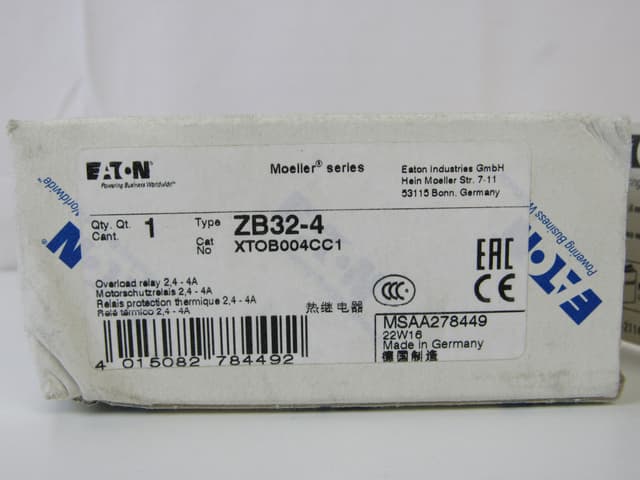 EATON
Powering Business Worldwide™
Moeller® series
Eaton Industries GmbH
Hein Moeller Str. 7-11
53115 Bonn. Germany
Qty. Qt.
Cant.
1
Type ZB32-4
Cat No XTOB004CC1
Overload relay 2,4 - 4A
Motorschutzrelais 2,4 - 4A
Relais protection thermique 2,4 - 4A
Relé térmico 2,4 - 4A
热继电器
CCC
EAC
CE
MSAA278449
22W16
Made in Germany
德国制造
4 015082 784492
Worldwide™
EATON
Powering Business